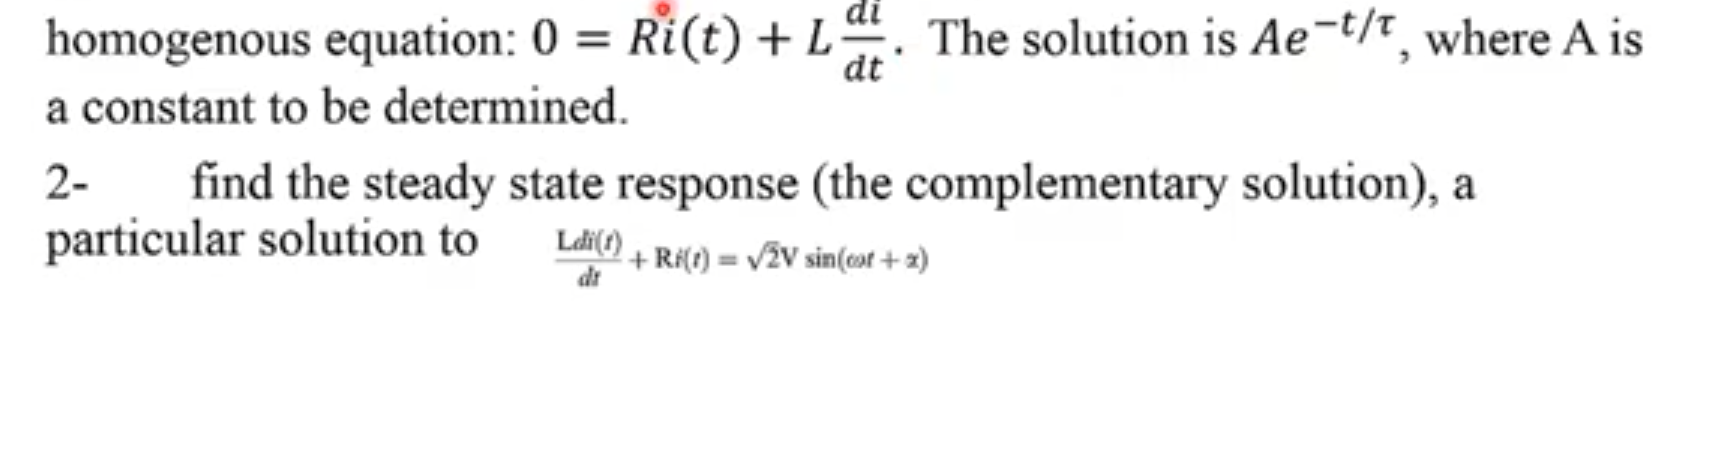 homogenous equation: 0 = Ri(t) + L di/dt. The solution is Ae^{-t/τ}, where A is
a constant to be determined.
2- find the steady state response (the complementary solution), a
particular solution to Ldi(t)/dt + Ri(t) = √2V sin(ωt + α)